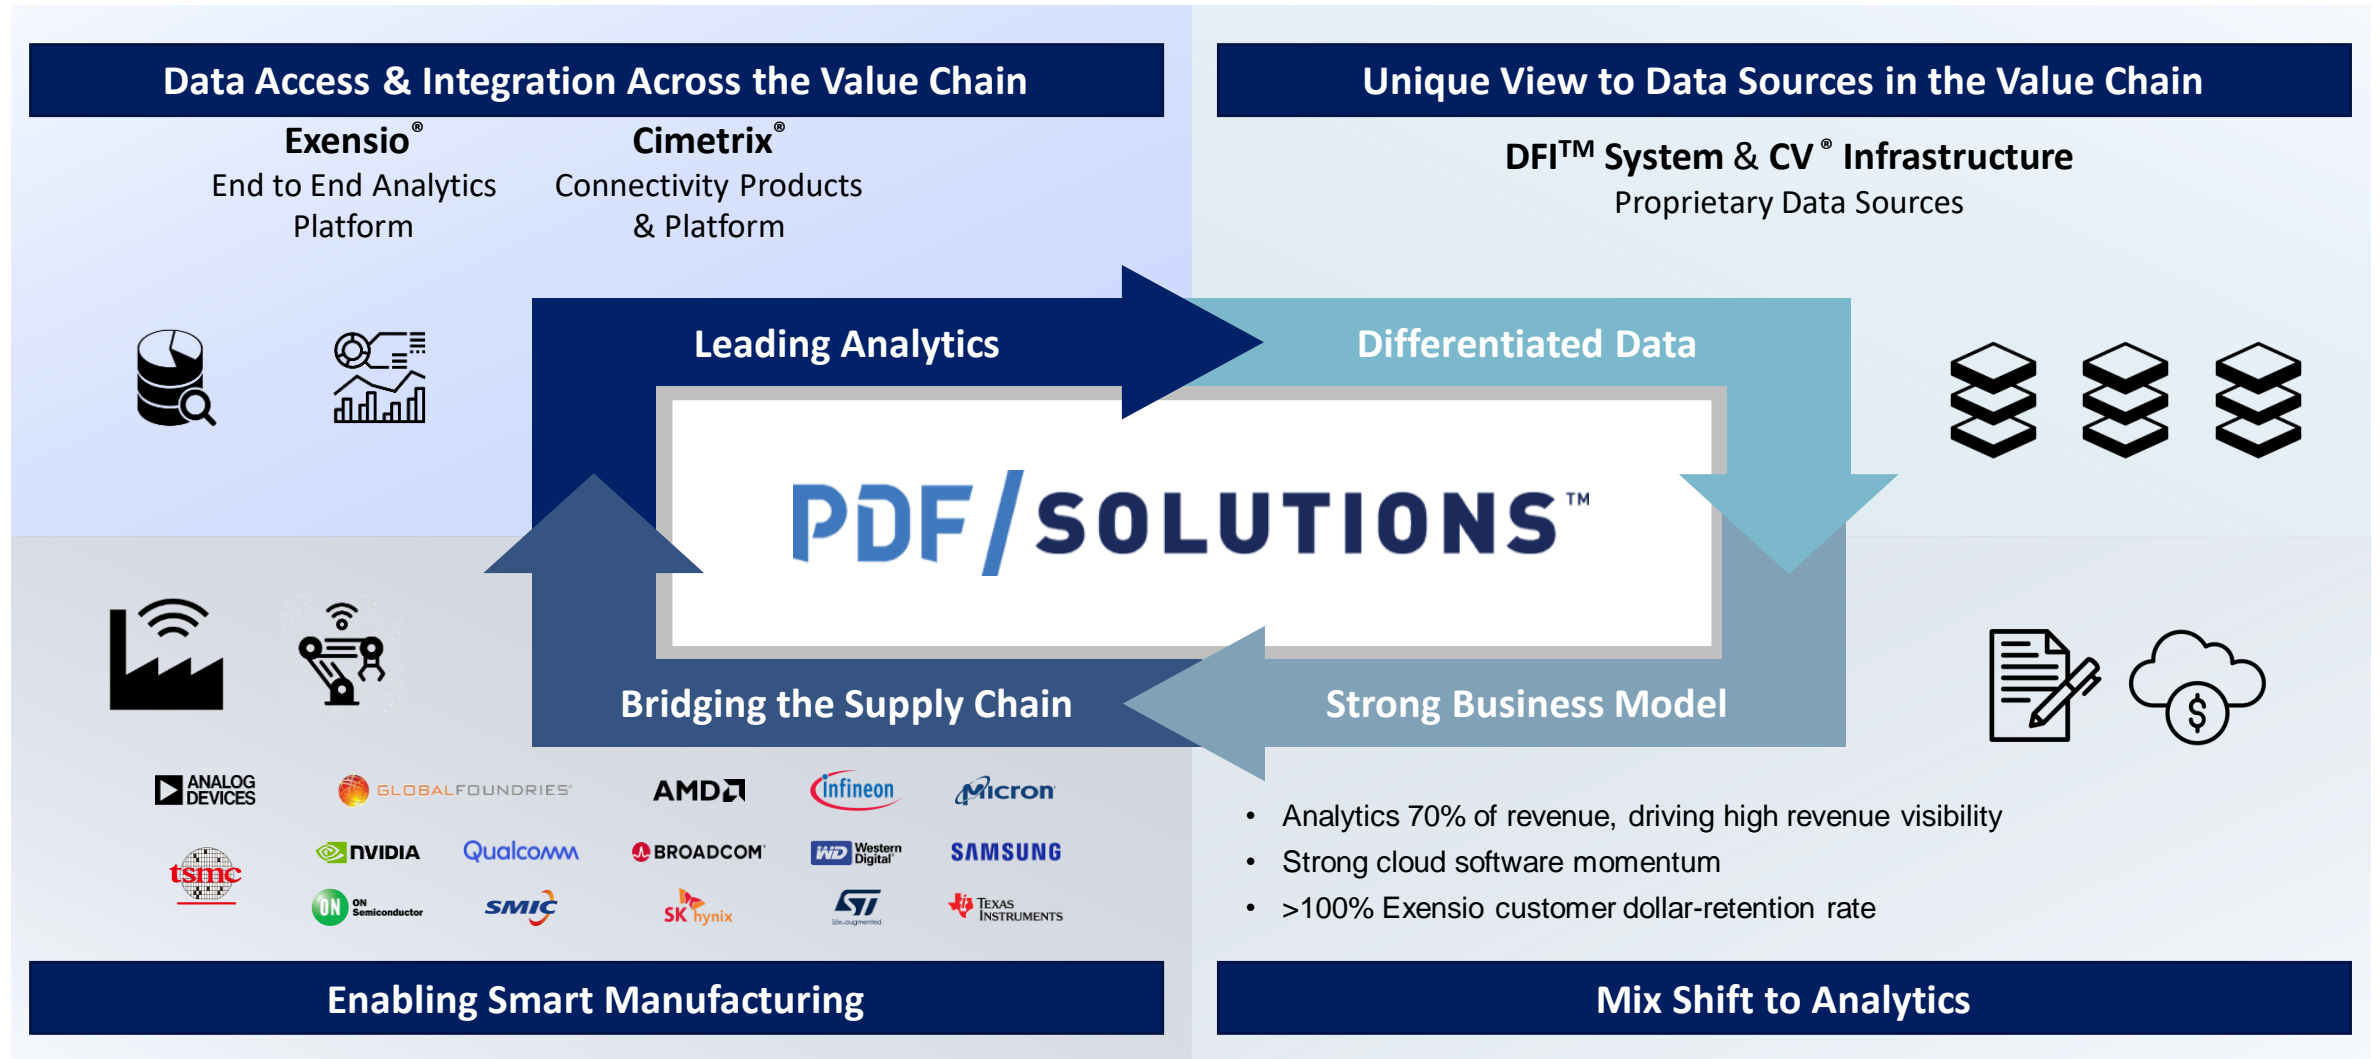 Data Access & Integration Across the Value Chain
Exensio®
End to End Analytics
Platform
Cimetrix®
Connectivity Products
& Platform
Unique View to Data Sources in the Value Chain
DFI™ System & CV® Infrastructure
Proprietary Data Sources
Leading Analytics
Differentiated Data
PDF/SOLUTIONS™
Bridging the Supply Chain
Strong Business Model
ANALOG
DEVICES
GLOBALFOUNDRIES
AMD
infineon
Micron
tsmc
NVIDIA
Qualcomm
BROADCOM
WD Western
Digital
SAMSUNG
ON ON
Semiconductor
SMIC
SK hynix
ST
life.augmented
TEXAS
INSTRUMENTS
• Analytics 70% of revenue, driving high revenue visibility
• Strong cloud software momentum
• >100% Exensio customer dollar-retention rate
Enabling Smart Manufacturing
Mix Shift to Analytics